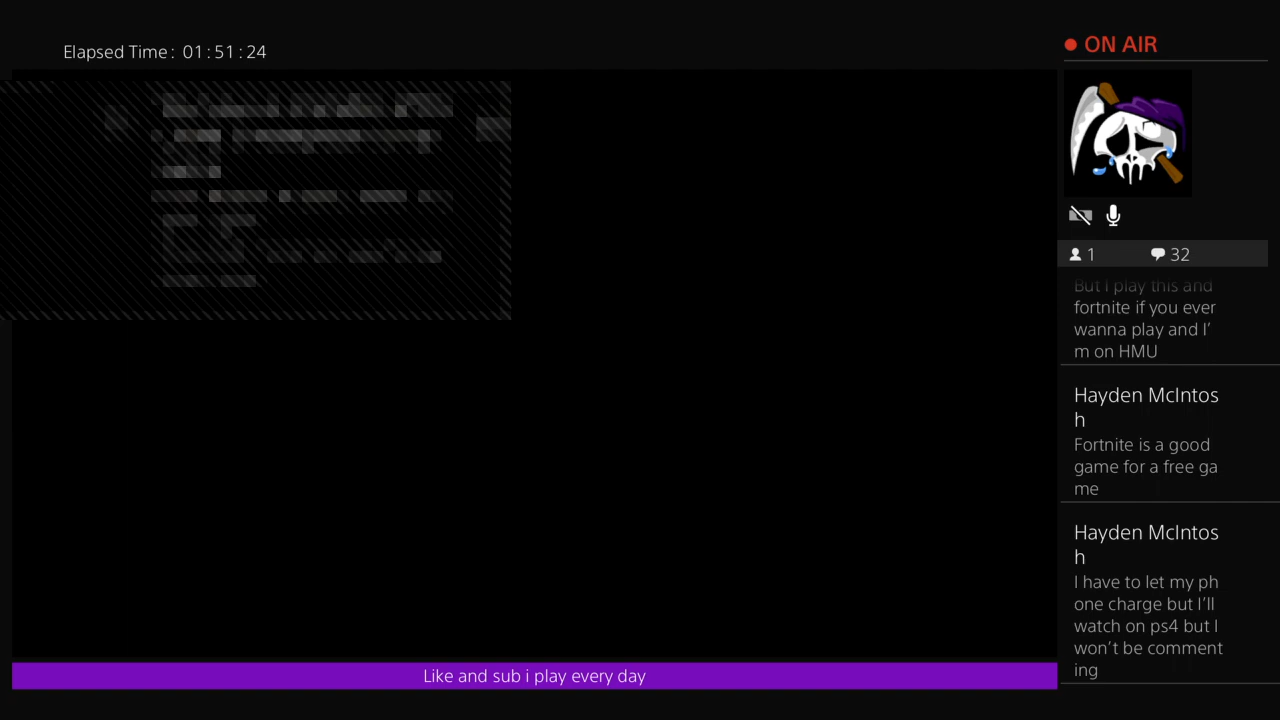 Elapsed Time: 01:51:24
ON AIR
1 32
But I play this and
fortnite if you ever
wanna play and I'
m on HMU
Hayden McIntos
h
Fortnite is a good
game for a free ga
me
Hayden McIntos
h
I have to let my ph
one charge but I'll
watch on ps4 but I
won't be comment
ing
Like and sub i play every day